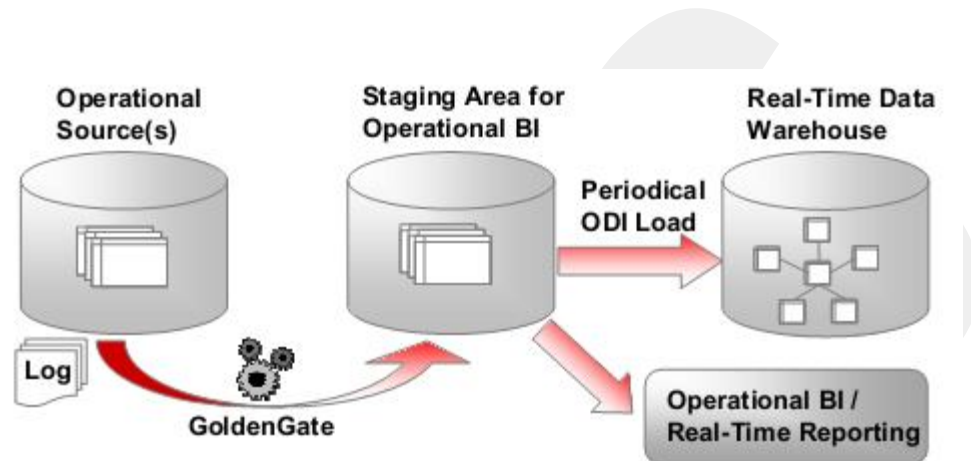 Operational
Source(s)
Staging Area for
Operational BI
Real-Time Data
Warehouse
Periodical
ODI Load
Log
GoldenGate
Operational BI /
Real-Time Reporting